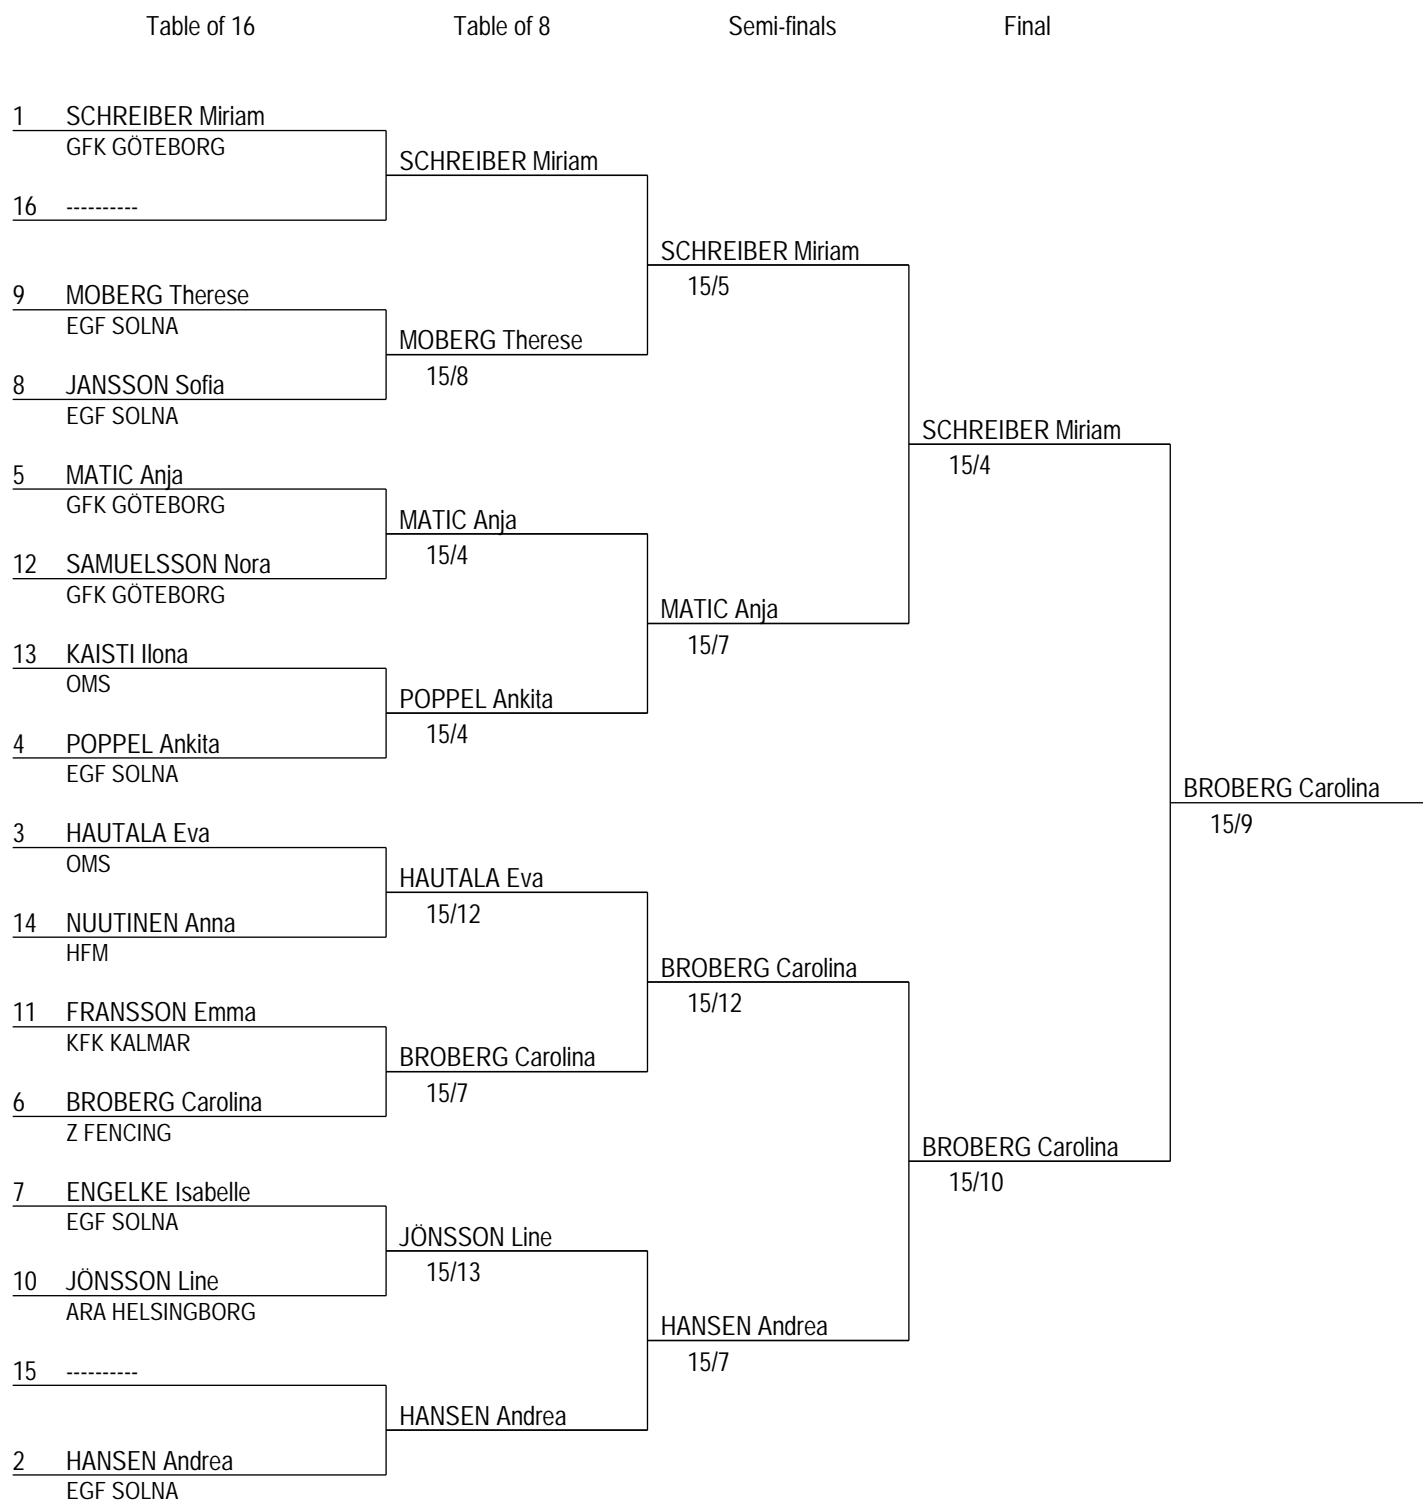 Table of 16 Table of 8 Semi-finals Final
1 SCHREIBER Miriam
GFK GÖTEBORG
SCHREIBER Miriam
16 ----------
SCHREIBER Miriam
15/5
9 MOBERG Therese
EGF SOLNA
MOBERG Therese
15/8
8 JANSSON Sofia
EGF SOLNA
SCHREIBER Miriam
15/4
5 MATIC Anja
GFK GÖTEBORG
MATIC Anja
15/4
12 SAMUELSSON Nora
GFK GÖTEBORG
MATIC Anja
15/7
13 KAISTI Ilona
OMS
POPPEL Ankita
15/4
4 POPPEL Ankita
EGF SOLNA
BROBERG Carolina
15/9
3 HAUTALA Eva
OMS
HAUTALA Eva
15/12
14 NUUTINEN Anna
HFM
BROBERG Carolina
15/12
11 FRANSSON Emma
KFK KALMAR
BROBERG Carolina
15/7
6 BROBERG Carolina
Z FENCING
BROBERG Carolina
15/10
7 ENGELKE Isabelle
EGF SOLNA
JÖNSSON Line
15/13
10 JÖNSSON Line
ARA HELSINGBORG
HANSEN Andrea
15/7
15 ----------
HANSEN Andrea
2 HANSEN Andrea
EGF SOLNA